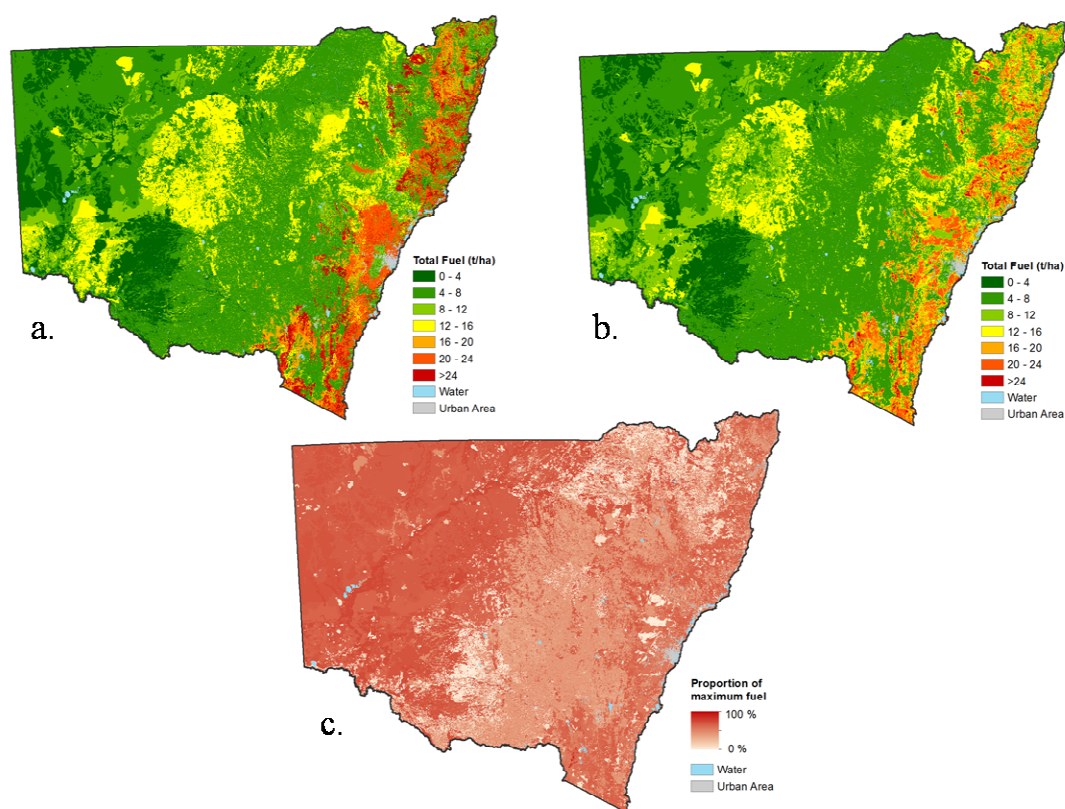 a.
Total Fuel (t/ha)
0 - 4
4 - 8
8 - 12
12 - 16
16 - 20
20 - 24
>24
Water
Urban Area
b.
Total Fuel (t/ha)
0 - 4
4 - 8
8 - 12
12 - 16
16 - 20
20 - 24
>24
Water
Urban Area
c.
Proportion of
maximum fuel
100 %
0 %
Water
Urban Area